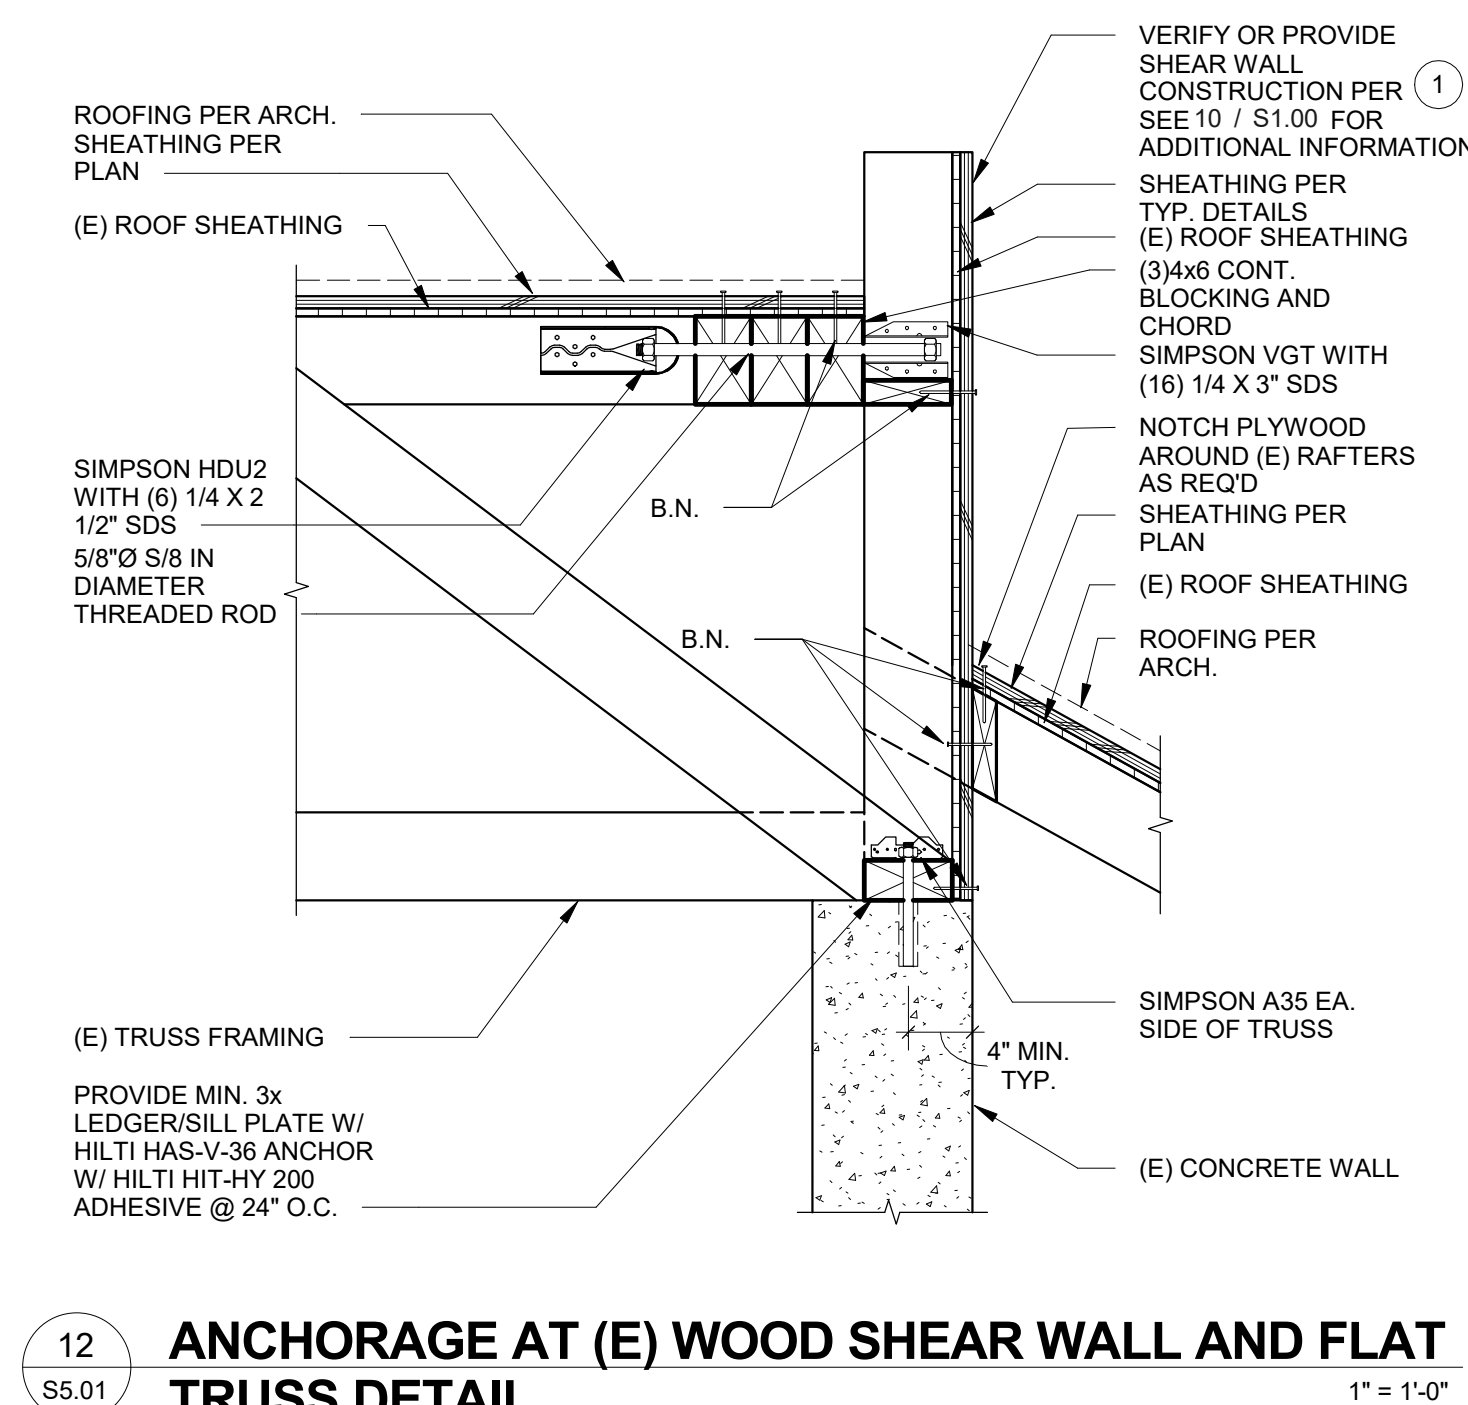 ROOFING PER ARCH.
SHEATHING PER
PLAN
(E) ROOF SHEATHING
SIMPSON HDU2
WITH (6) 1/4 X 2
1/2" SDS
5/8"Ø S/8 IN
DIAMETER
THREADED ROD
B.N.
B.N.
(E) TRUSS FRAMING
PROVIDE MIN. 3x
LEDGER/SILL PLATE W/
HILTI HAS-V-36 ANCHOR
W/ HILTI HIT-HY 200
ADHESIVE @ 24" O.C.
VERIFY OR PROVIDE
SHEAR WALL
CONSTRUCTION PER 1
SEE 10 / S1.00 FOR
ADDITIONAL INFORMATION
SHEATHING PER
TYP. DETAILS
(E) ROOF SHEATHING
(3)4x6 CONT.
BLOCKING AND
CHORD
SIMPSON VGT WITH
(16) 1/4 X 3" SDS
NOTCH PLYWOOD
AROUND (E) RAFTERS
AS REQ'D
SHEATHING PER
PLAN
(E) ROOF SHEATHING
ROOFING PER
ARCH.
SIMPSON A35 EA.
SIDE OF TRUSS
4" MIN.
TYP.
(E) CONCRETE WALL
12
S5.01
ANCHORAGE AT (E) WOOD SHEAR WALL AND FLAT
TRUSS DETAIL
1" = 1'-0"